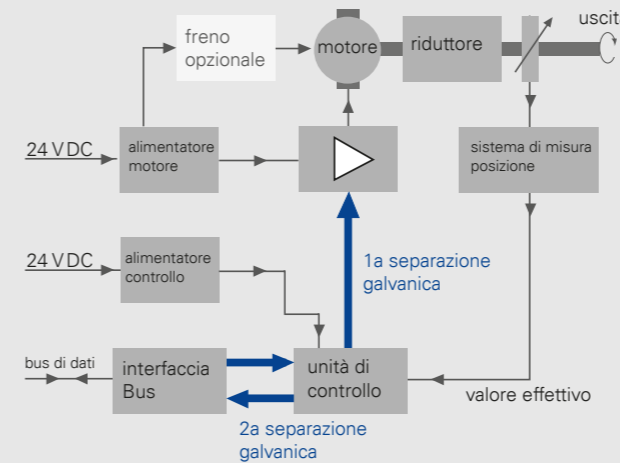 uscit
freno
opzionale
motore
riduttore
24 V DC
alimentatore
motore
sistema di misura
posizione
24 V DC
alimentatore
controllo
1a separazione
galvanica
bus di dati
interfaccia
Bus
unità di
controllo
valore effettivo
2a separazione
galvanica